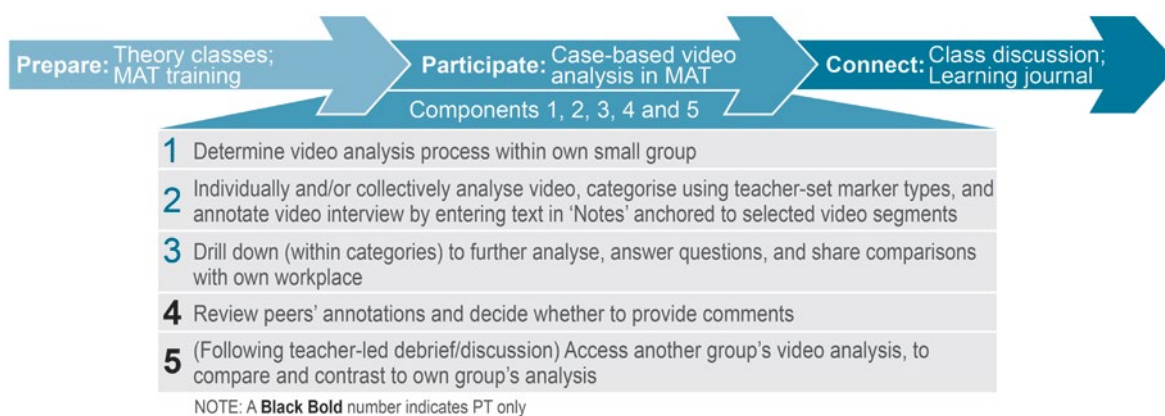 Prepare: Theory classes;
MAT training
Participate: Case-based video
analysis in MAT
Connect: Class discussion;
Learning journal
Components 1, 2, 3, 4 and 5
1 Determine video analysis process within own small group
2 Individually and/or collectively analyse video, categorise using teacher-set marker types, and
annotate video interview by entering text in ‘Notes’ anchored to selected video segments
3 Drill down (within categories) to further analyse, answer questions, and share comparisons
with own workplace
4 Review peers’ annotations and decide whether to provide comments
5 (Following teacher-led debrief/discussion) Access another group’s video analysis, to
compare and contrast to own group’s analysis
NOTE: A Black Bold number indicates PT only